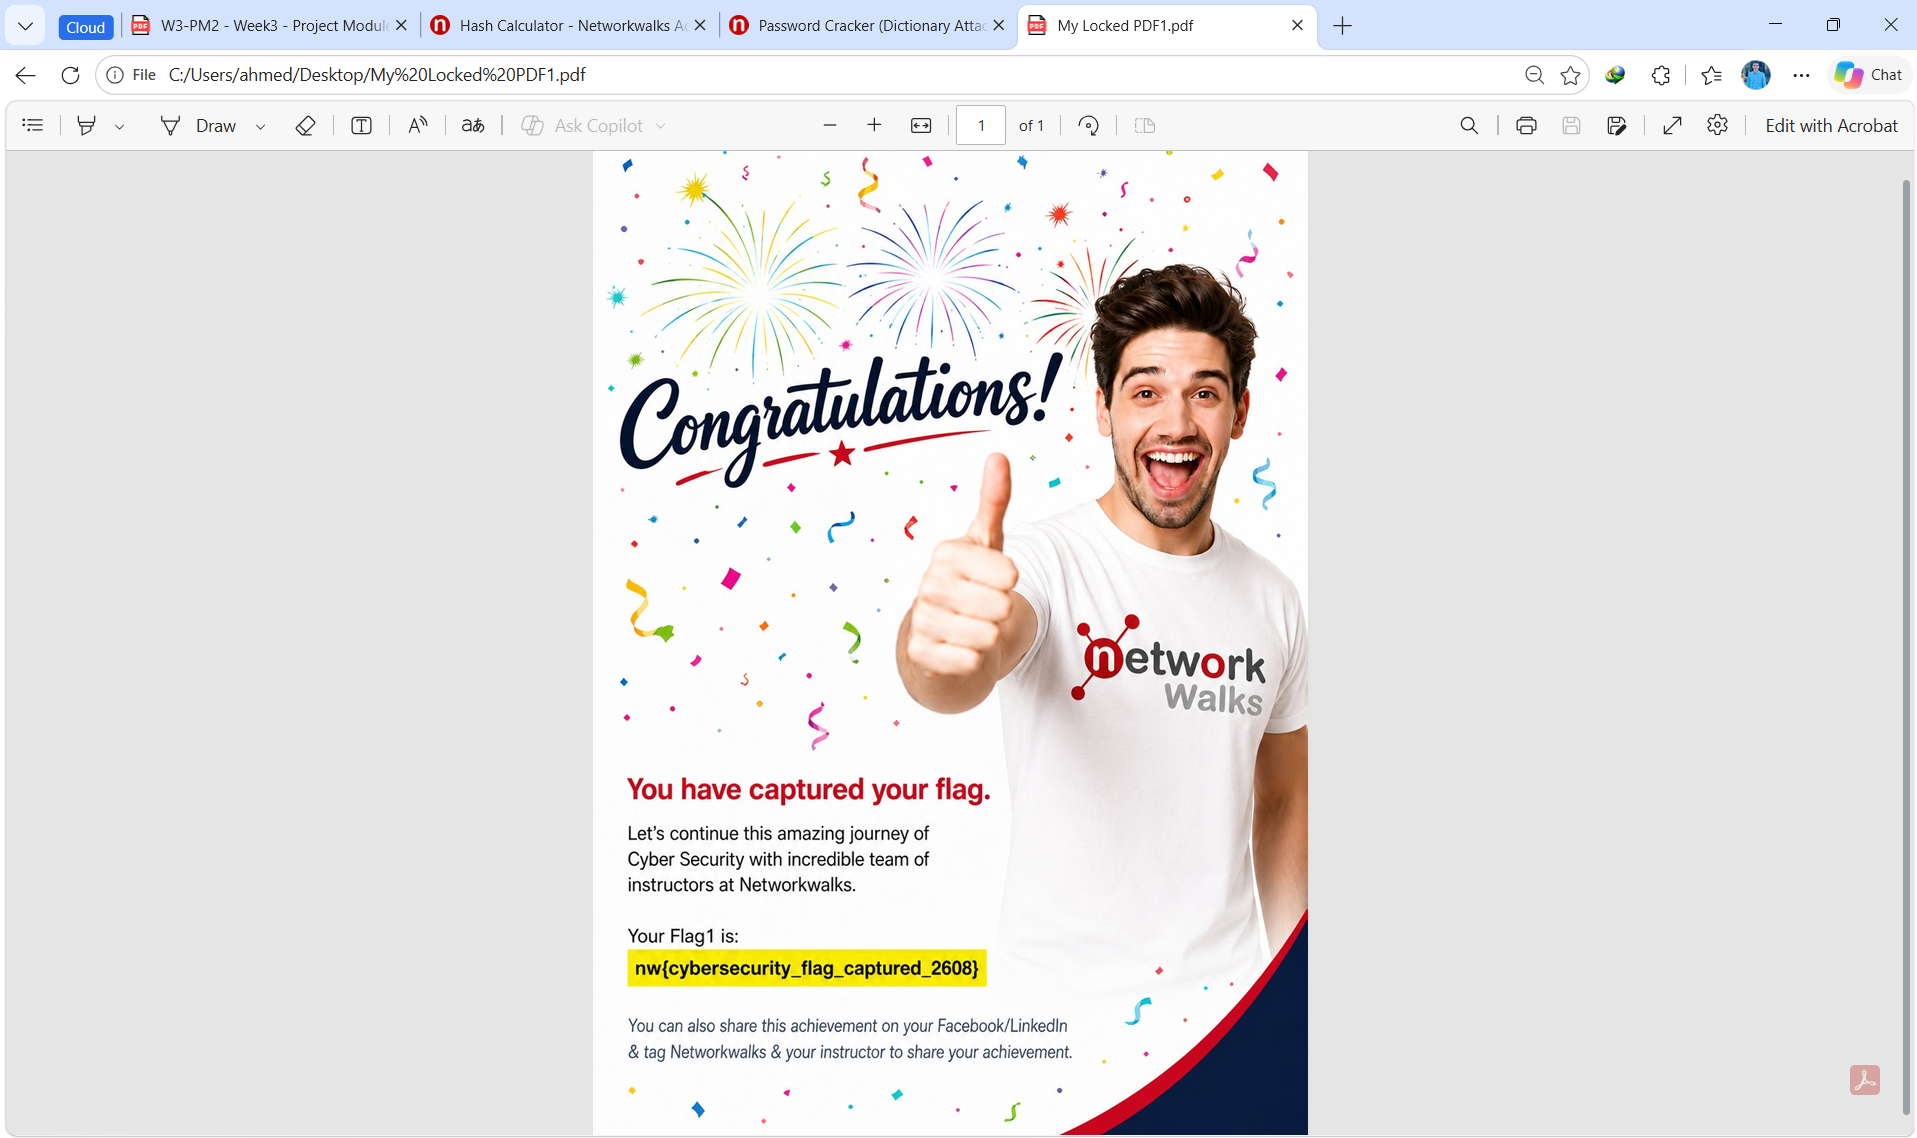 Cloud
W3-PM2 - Week3 - Project Module
Hash Calculator - Networkwalks Ac
Password Cracker (Dictionary Attac
My Locked PDF1.pdf
File C:/Users/ahmed/Desktop/My%20Locked%20PDF1.pdf
Chat
Draw
Ask Copilot
1 of 1
Edit with Acrobat
Congratulations!
network
Walks
You have captured your flag.
Let's continue this amazing journey of
Cyber Security with incredible team of
instructors at Networkwalks.
Your Flag1 is:
nw{cybersecurity_flag_captured_2608}
You can also share this achievement on your Facebook/LinkedIn
& tag Networkwalks & your instructor to share your achievement.